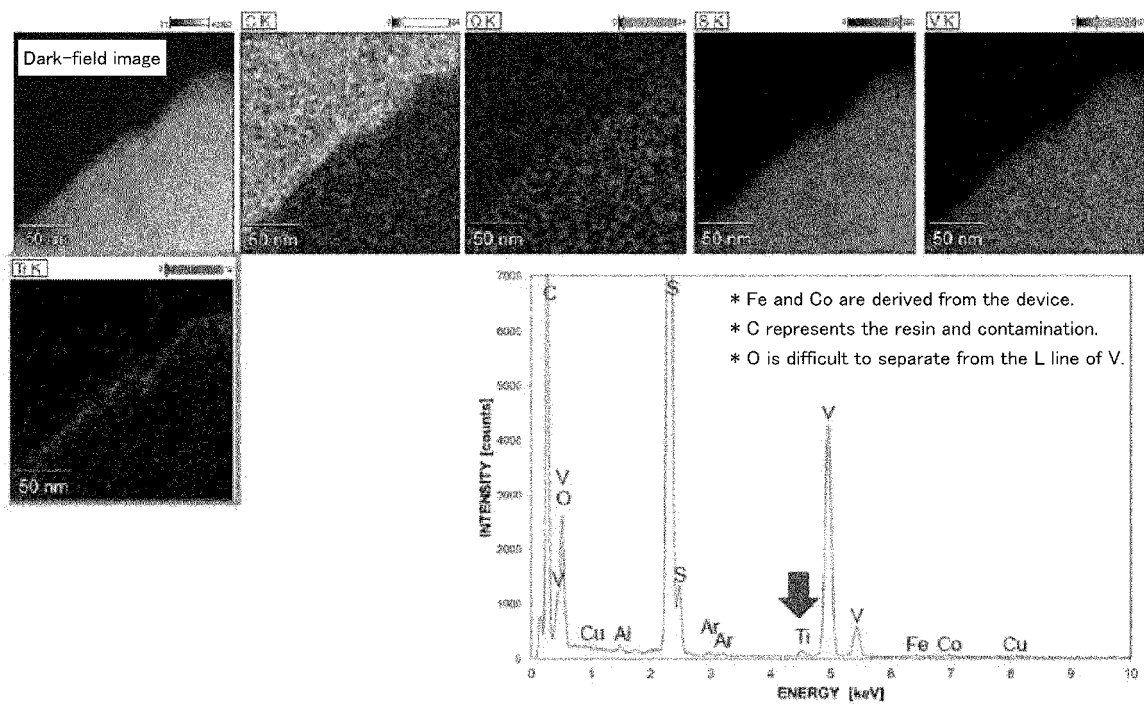 C K
O K
S K
V K
Dark-field image
50 nm
50 nm
50 nm
50 nm
50 nm
Ti K
50 nm
7000
6000
5000
4000
3000
2000
1000
0
INTENSITY [counts]
C
S
* Fe and Co are derived from the device.
* C represents the resin and contamination.
* O is difficult to separate from the L line of V.
V
V
O
V
S
V
Cu
Al
Ar
Ar
Ti
Fe
Co
Cu
0 1 2 3 4 5 6 7 8 9 10
ENERGY [keV]